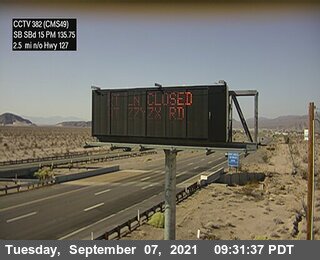 CCTV 382 (CMS49)
SB SBd 15 PM 135.75
2.5 mi n/o Hwy 127
CLOSED
RD
Tuesday, September 07, 2021 09:31:37 PDT